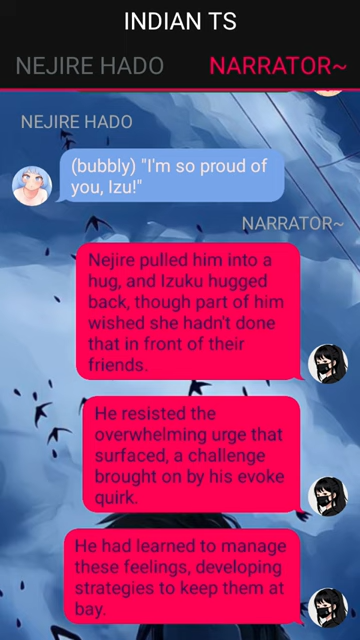 INDIAN TS
NEJIRE HADO NARRATOR~
NEJIRE HADO
(bubbly) "I'm so proud of
you, Izu!"
NARRATOR~
Nejire pulled him into a
hug, and Izuku hugged
back, though part of him
wished she hadn't done
that in front of their
friends.
He resisted the
overwhelming urge that
surfaced, a challenge
brought on by his evoke
quirk.
He had learned to manage
these feelings, developing
strategies to keep them at
bay.